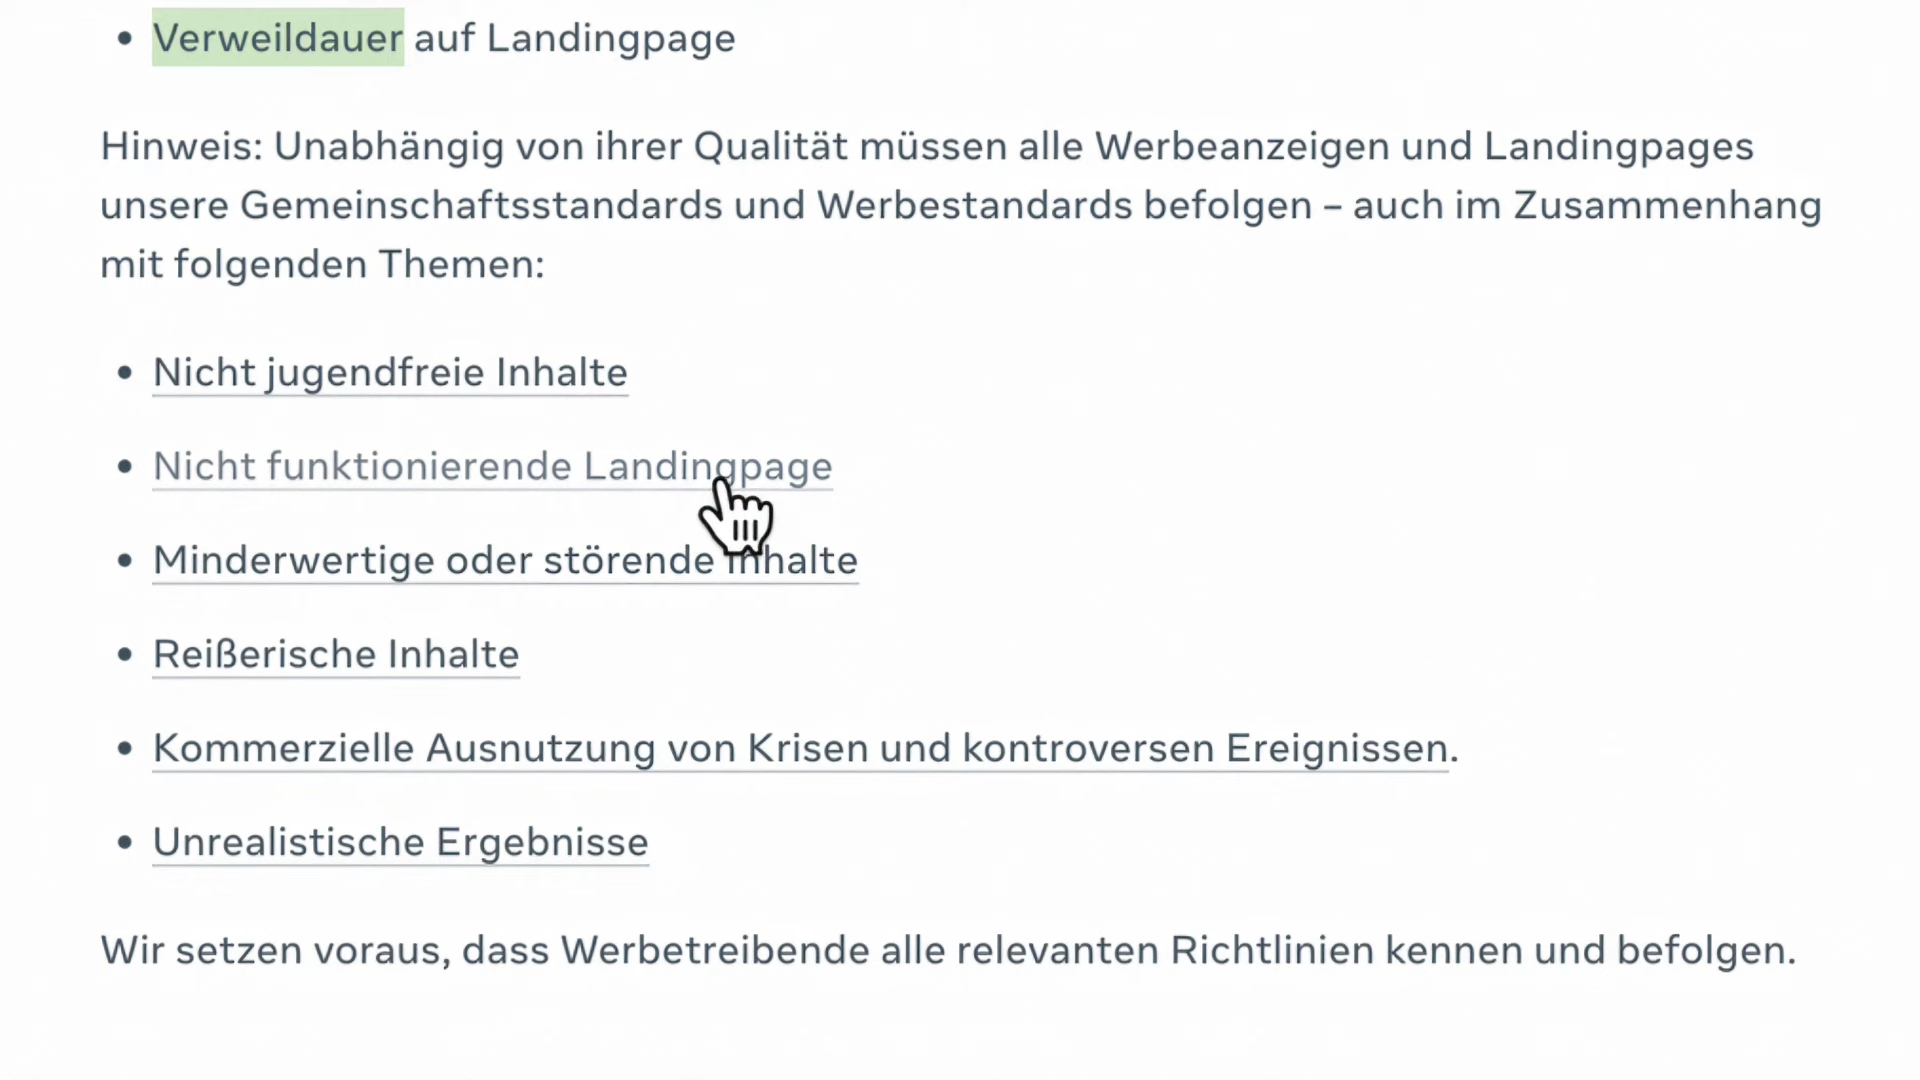 Verweildauer auf Landingpage
Hinweis: Unabhängig von ihrer Qualität müssen alle Werbeanzeigen und Landingpages
unsere Gemeinschaftsstandards und Werbestandards befolgen – auch im Zusammenhang
mit folgenden Themen:
Nicht jugendfreie Inhalte
Nicht funktionierende Landingpage
Minderwertige oder störende Inhalte
Reißerische Inhalte
Kommerzielle Ausnutzung von Krisen und kontroversen Ereignissen.
Unrealistische Ergebnisse
Wir setzen voraus, dass Werbetreibende alle relevanten Richtlinien kennen und befolgen.